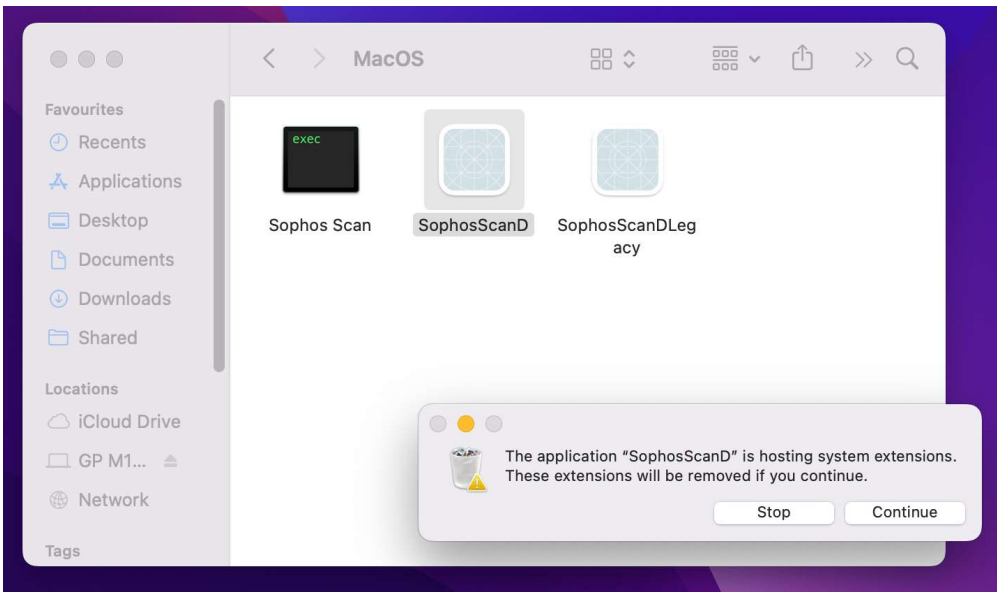 MacOS
Favourites
Recents
Applications
Desktop
Documents
Downloads
Shared
Locations
iCloud Drive
GP M1...
Network
Tags
exec
Sophos Scan
SophosScanD
SophosScanDLeg
acy
The application “SophosScanD” is hosting system extensions.
These extensions will be removed if you continue.
Stop
Continue